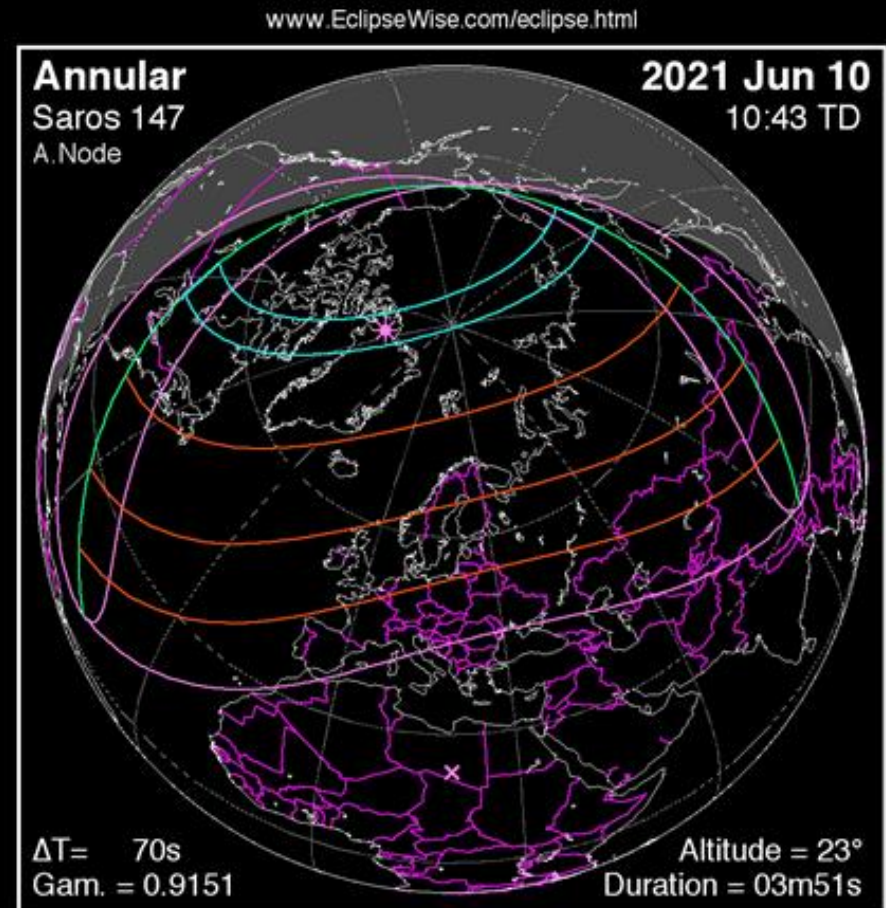 www.EclipseWise.com/eclipse.html
Annular
2021 Jun 10
Saros 147
10:43 TD
A.Node
ΔT= 70s
Altitude = 23°
Gam. = 0.9151
Duration = 03m51s